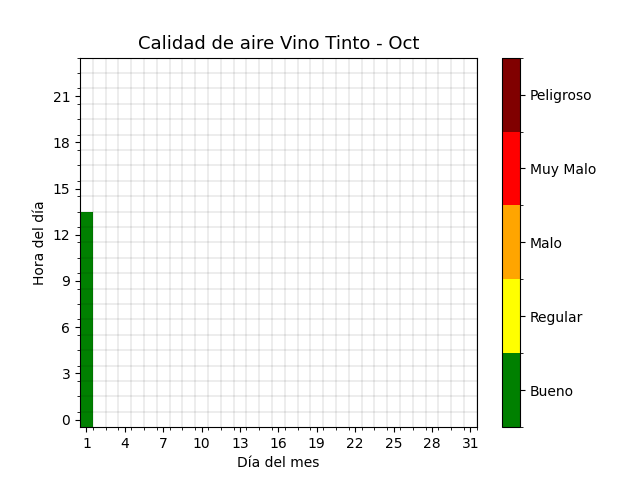 Calidad de aire Vino Tinto - Oct
21
18
15
12
9
6
3
0
Hora del día
1 4 7 10 13 16 19 22 25 28 31
Día del mes
Peligroso
Muy Malo
Malo
Regular
Bueno